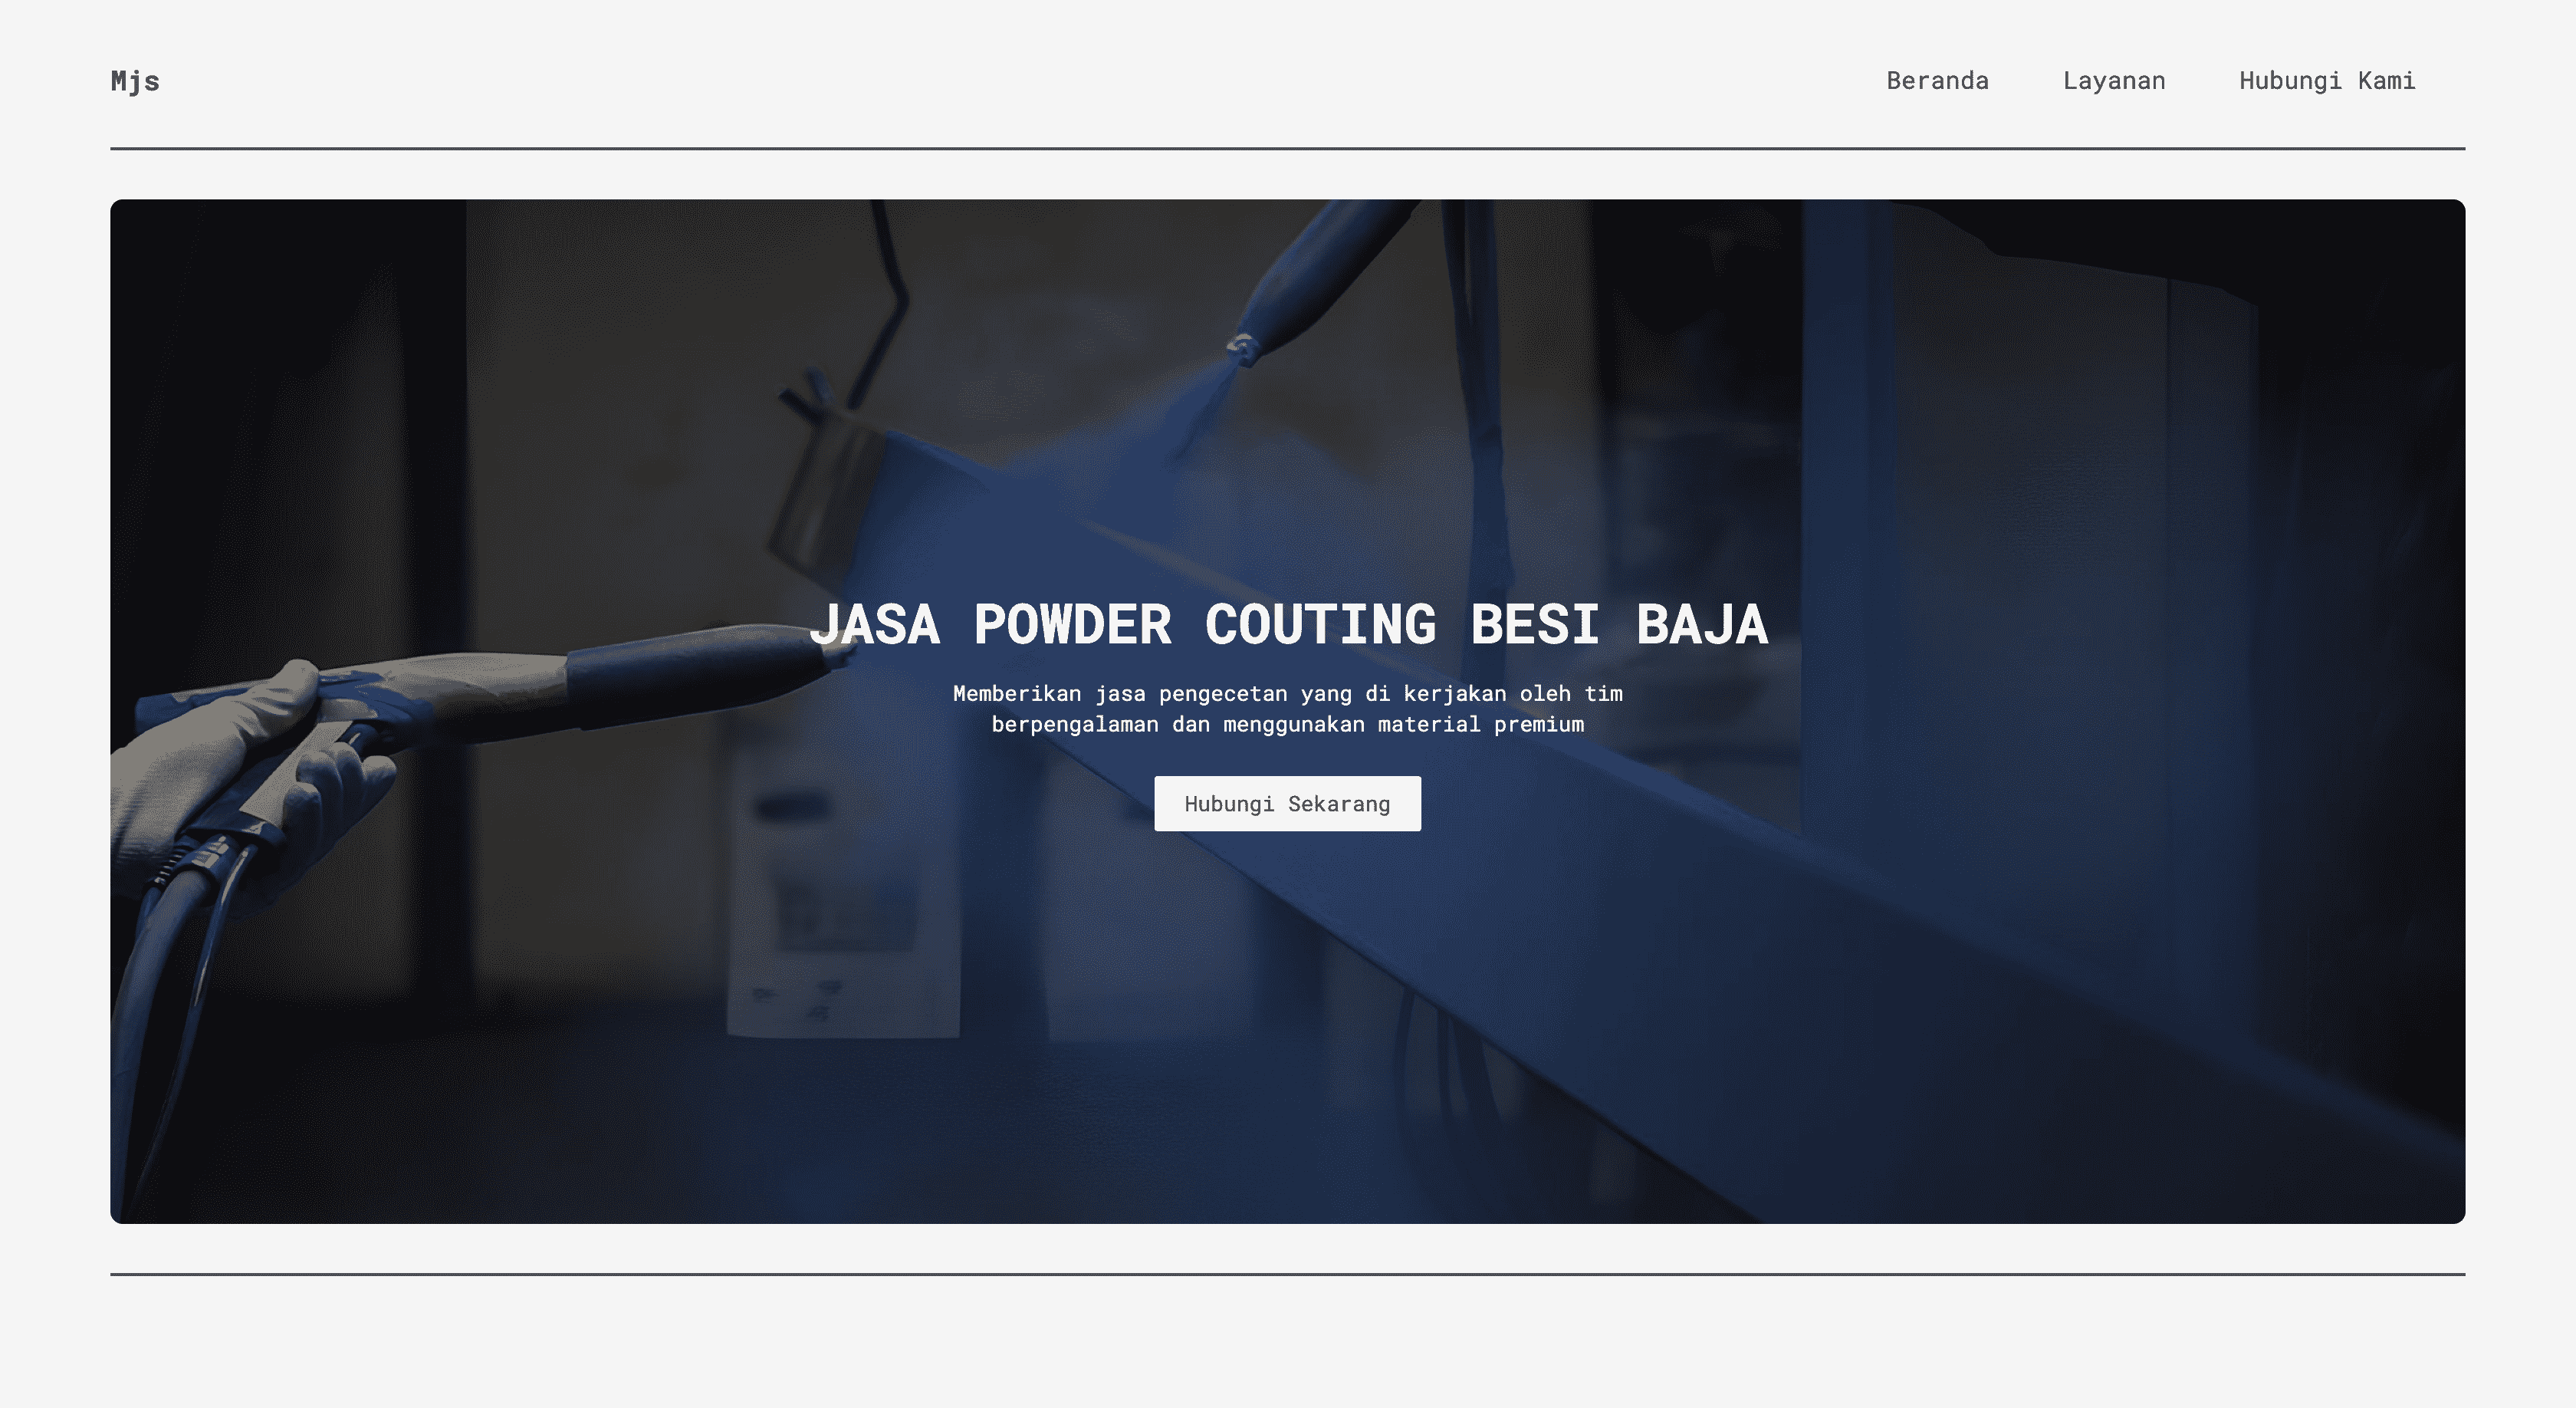 Mjs
Beranda Layanan Hubungi Kami
JASA POWDER COUTING BESI BAJA
Memberikan jasa pengecetan yang di kerjakan oleh tim
berpengalaman dan menggunakan material premium
Hubungi Sekarang